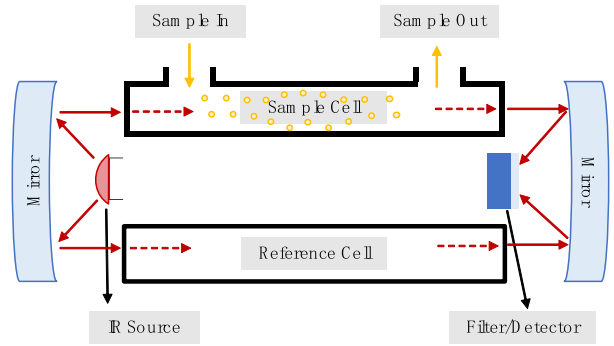 Sample In
Sample Out
Sample Cell
Mirror
Mirror
Reference Cell
IR Source
Filter/Detector